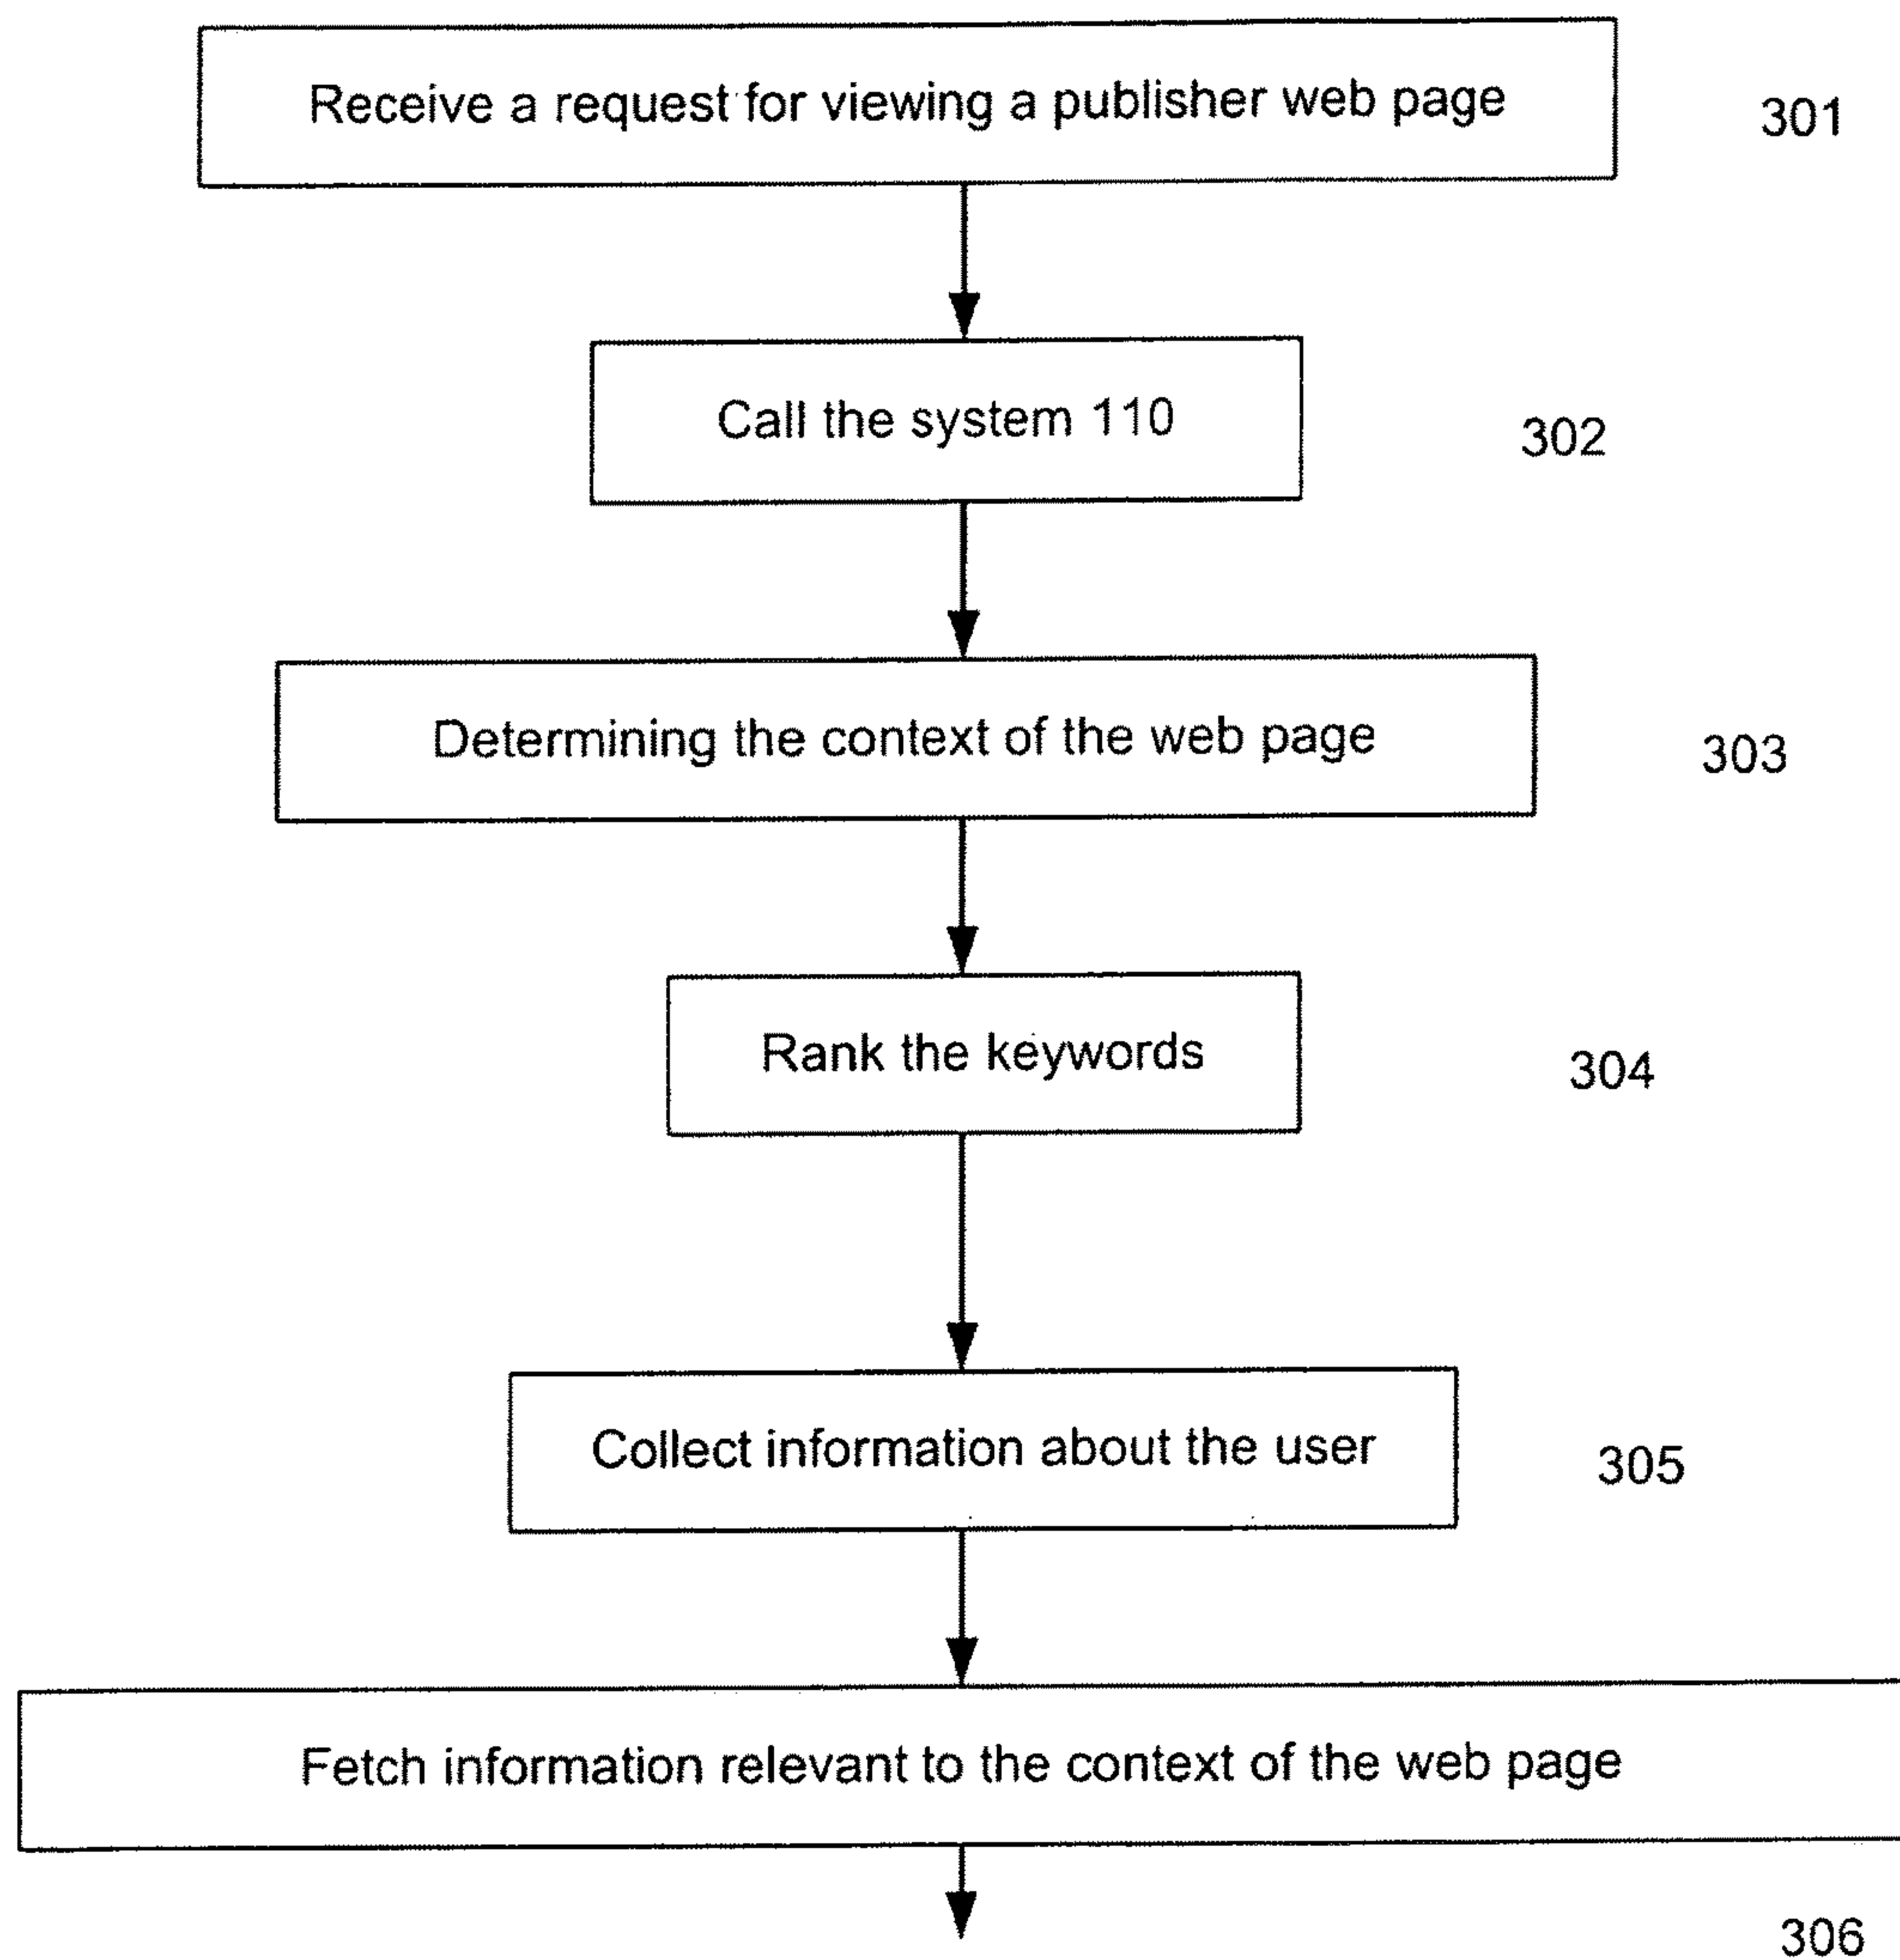 Receive a request for viewing a publisher web page
301
Call the system 110
302
Determining the context of the web page
303
Rank the keywords
304
Collect information about the user
305
Fetch information relevant to the context of the web page
306